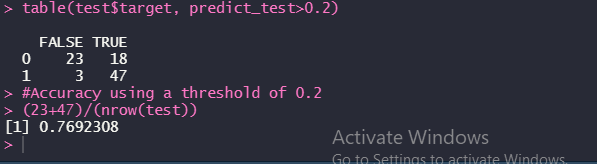 > table(test$target, predict_test>0.2)
FALSE TRUE
0 23 18
1 3 47
> #Accuracy using a threshold of 0.2
> (23+47)/(nrow(test))
[1] 0.7692308
>
Activate Windows
Go to Settings to activate Windows.